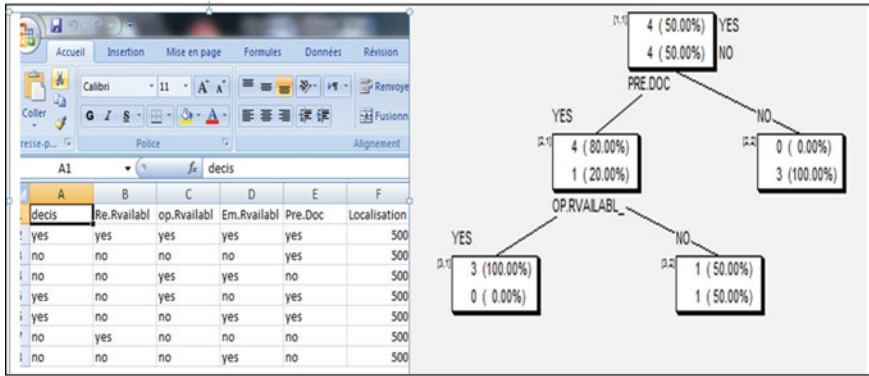 Accueil Insertion Mise en page Formules Données Révision
Calibri 11 A A Renvoye
Coller G I S A Fusionn
resse-p... Police Alignement
A1 fx decis
A B C D E F
decis Re.Rvailabl op.Rvailabl Em.Rvailabl Pre.Doc Localisation
yes yes yes yes yes 500
no no no no yes 500
no no yes yes no 500
yes no yes no yes 500
yes no no yes yes 500
no yes no no no 500
no no no yes no 500
[1,1] 4 ( 50.00%) YES
4 ( 50.00%) NO
PRE.DOC
YES NO
[2,1] 4 ( 80.00%) [2,2] 0 ( 0.00%)
1 ( 20.00%) 3 (100.00%)
OP.RVAILABL_
YES NO
[3,1] 3 (100.00%) [3,2] 1 ( 50.00%)
0 ( 0.00%) 1 ( 50.00%)